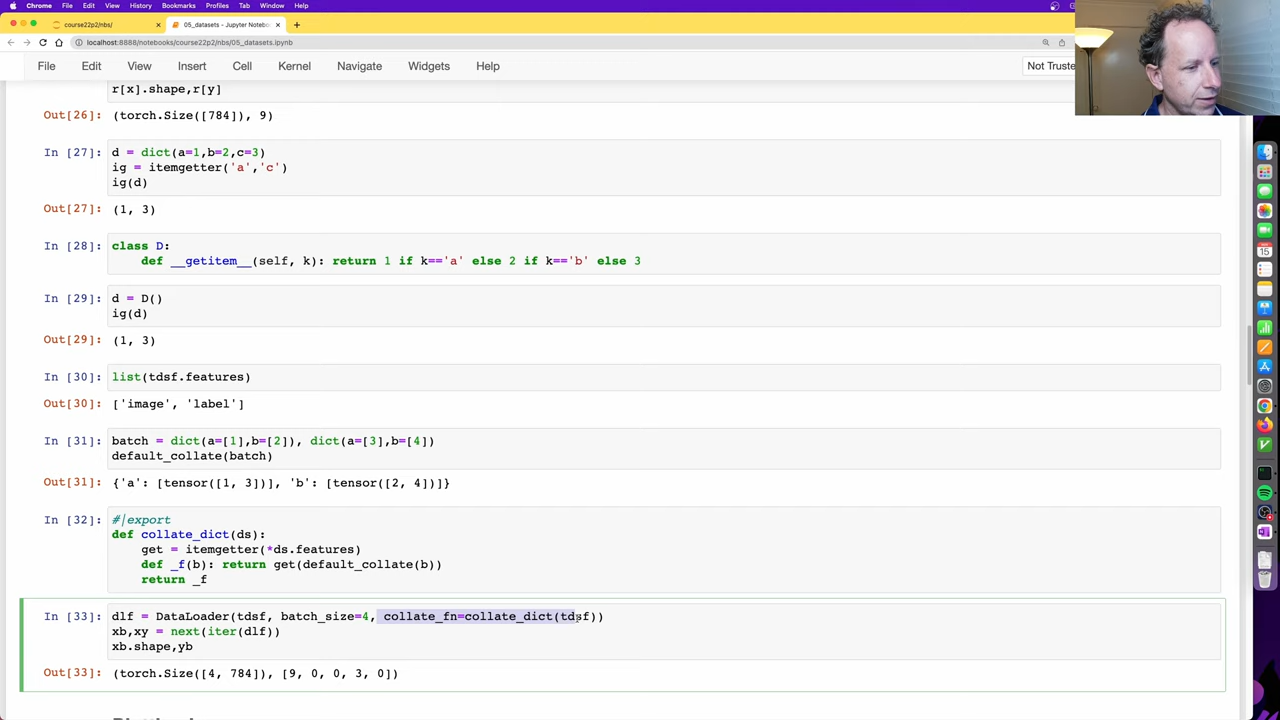 Chrome File Edit View History Bookmarks Profiles Tab Window Help
course22p2/nbs/
05_datasets - Jupyter Notebo
localhost:8888/notebooks/course22p2/nbs/05_datasets.ipynb
File Edit View Insert Cell Kernel Navigate Widgets Help Not Truste
r[x].shape,r[y]
Out[26]: (torch.Size([784]), 9)
In [27]: d = dict(a=1,b=2,c=3)
ig = itemgetter('a','c')
ig(d)
Out[27]: (1, 3)
In [28]: class D:
def __getitem__(self, k): return 1 if k=='a' else 2 if k=='b' else 3
In [29]: d = D()
ig(d)
Out[29]: (1, 3)
In [30]: list(tdsf.features)
Out[30]: ['image', 'label']
In [31]: batch = dict(a=[1],b=[2]), dict(a=[3],b=[4])
default_collate(batch)
Out[31]: {'a': [tensor([1, 3])], 'b': [tensor([2, 4])]}
In [32]: #|export
def collate_dict(ds):
get = itemgetter(*ds.features)
def _f(b): return get(default_collate(b))
return _f
In [33]: dlf = DataLoader(tdsf, batch_size=4, collate_fn=collate_dict(tdsf))
xb,xy = next(iter(dlf))
xb.shape,yb
Out[33]: (torch.Size([4, 784]), [9, 0, 0, 3, 0])